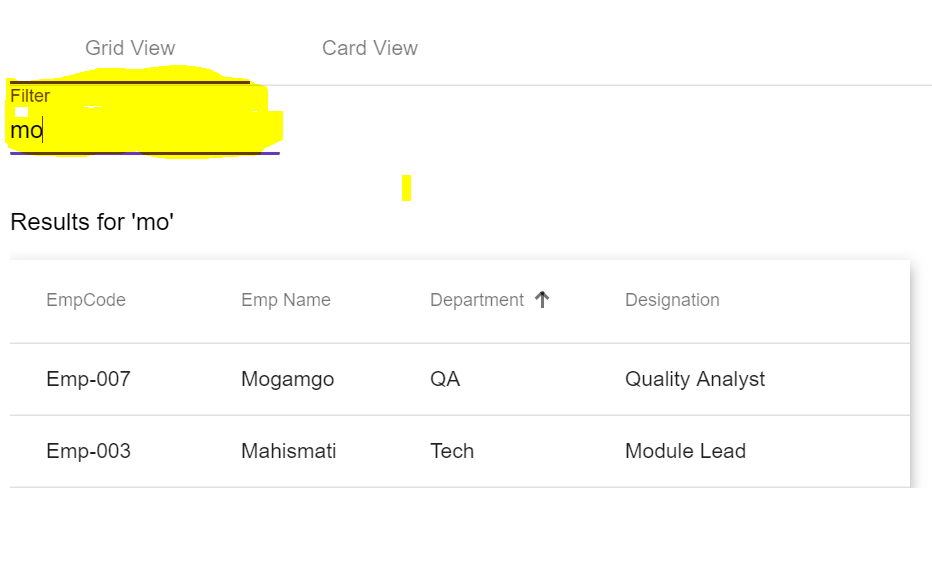 Grid View Card View
Filter
mo
Results for 'mo'
EmpCode Emp Name Department Designation
Emp-007 Mogamgo QA Quality Analyst
Emp-003 Mahismati Tech Module Lead